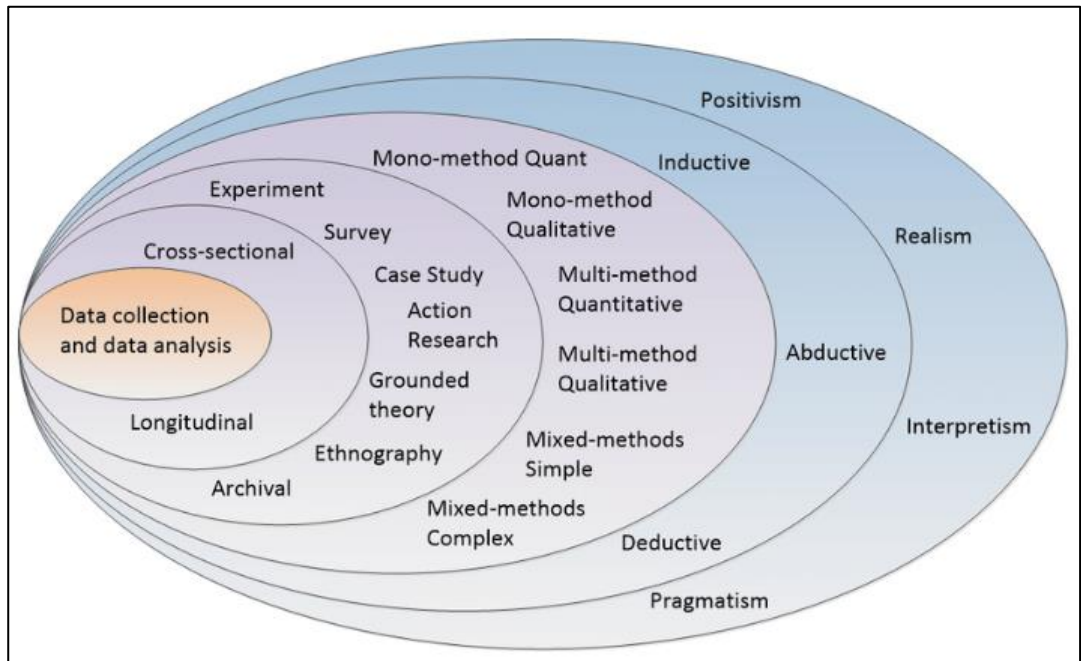 Positivism
Mono-method Quant
Inductive
Experiment
Mono-method
Qualitative
Survey
Realism
Cross-sectional
Case Study
Multi-method
Quantitative
Action
Research
Data collection
and data analysis
Abductive
Multi-method
Qualitative
Grounded
theory
Longitudinal
Interpretism
Ethnography
Mixed-methods
Simple
Archival
Mixed-methods
Complex
Deductive
Pragmatism